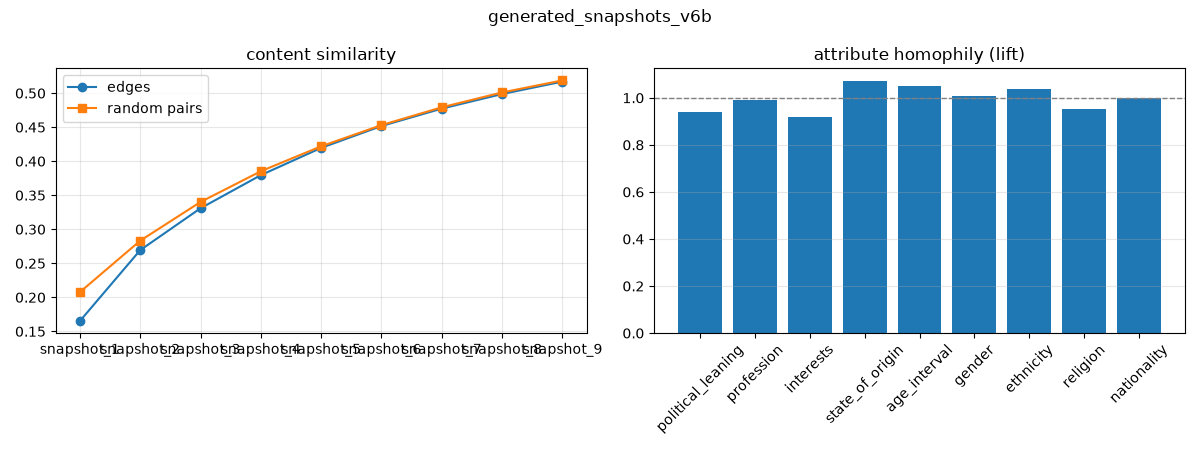 generated_snapshots_v6b
content similarity
edges
random pairs
0.50
0.45
0.40
0.35
0.30
0.25
0.20
0.15
snapshot_1 snapshot_2 snapshot_3 snapshot_4 snapshot_5 snapshot_6 snapshot_7 snapshot_8 snapshot_9
attribute homophily (lift)
1.0
0.8
0.6
0.4
0.2
0.0
political_leaning
profession
interests
state_of_origin
age_interval
gender
ethnicity
religion
nationality